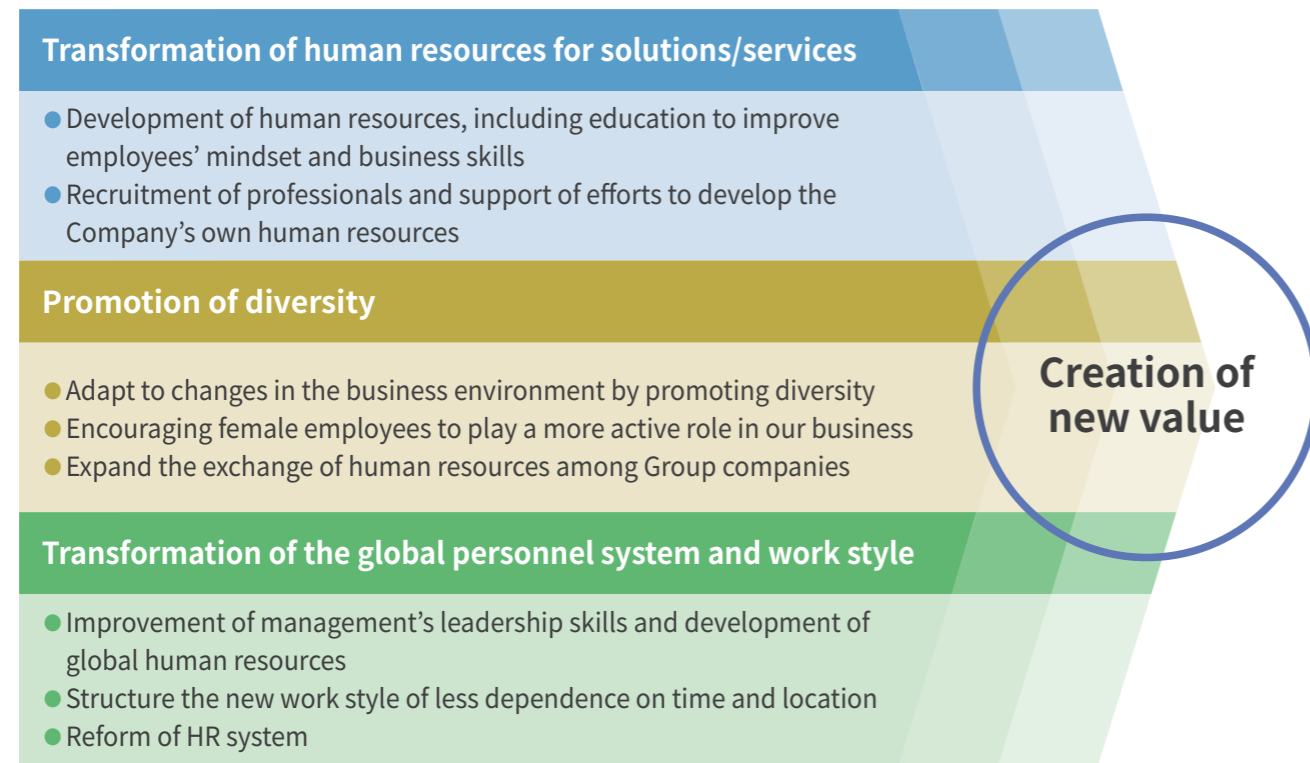 Transformation of human resources for solutions/services
● Development of human resources, including education to improve
employees’ mindset and business skills
● Recruitment of professionals and support of efforts to develop the
Company’s own human resources
Promotion of diversity
● Adapt to changes in the business environment by promoting diversity
● Encouraging female employees to play a more active role in our business
● Expand the exchange of human resources among Group companies
Transformation of the global personnel system and work style
● Improvement of management’s leadership skills and development of
global human resources
● Structure the new work style of less dependence on time and location
● Reform of HR system
Creation of
new value